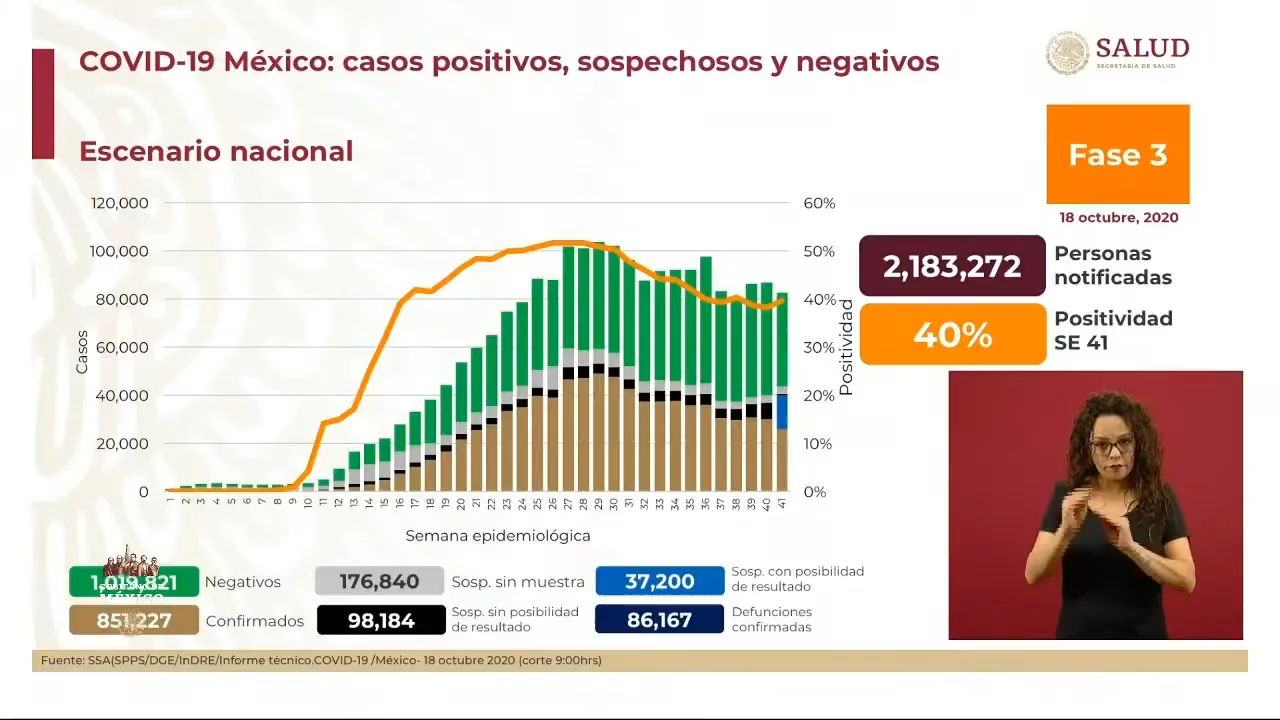 COVID-19 México: casos positivos, sospechosos y negativos
SALUD
SECRETARÍA DE SALUD
Escenario nacional
Fase 3
18 octubre, 2020
2,183,272
Personas
notificadas
40%
Positividad
SE 41
120,000
100,000
80,000
60,000
40,000
20,000
0
Casos
60%
50%
40%
30%
20%
10%
0%
Positividad
1 2 3 4 5 6 7 8 9 10 11 12 13 14 15 16 17 18 19 20 21 22 23 24 25 26 27 28 29 30 31 32 33 34 35 36 37 38 39 40 41
Semana epidemiológica
1,019,821
Negativos
176,840
Sosp. sin muestra
37,200
Sosp. con posibilidad
de resultado
851,227
Confirmados
98,184
Sosp. sin posibilidad
de resultado
86,167
Defunciones
confirmadas
MÉXICO
Fuente: SSA(SPPS/DGE/InDRE/Informe técnico.COVID-19 /México- 18 octubre 2020 (corte 9:00hrs)